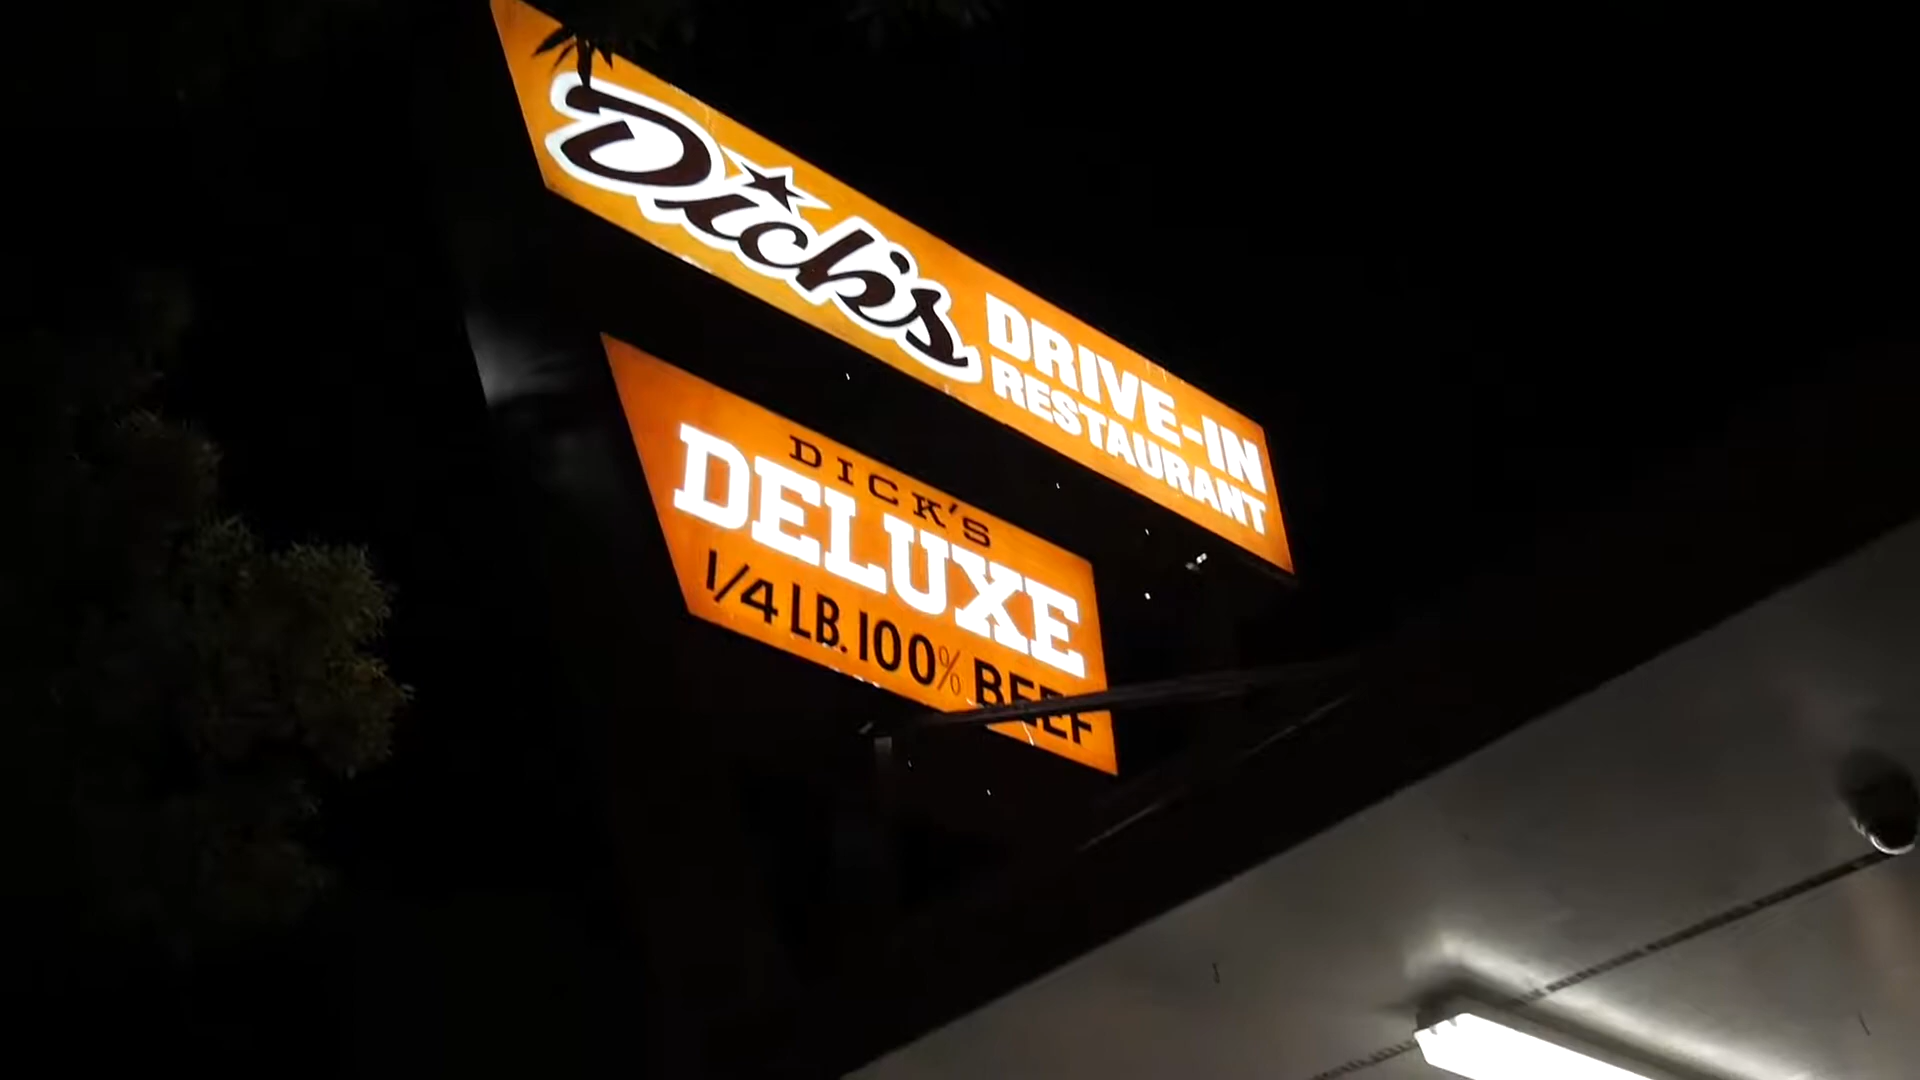 Dick's
DRIVE-IN
RESTAURANT
DICK'S
DELUXE
1/4 LB. 100% BEEF